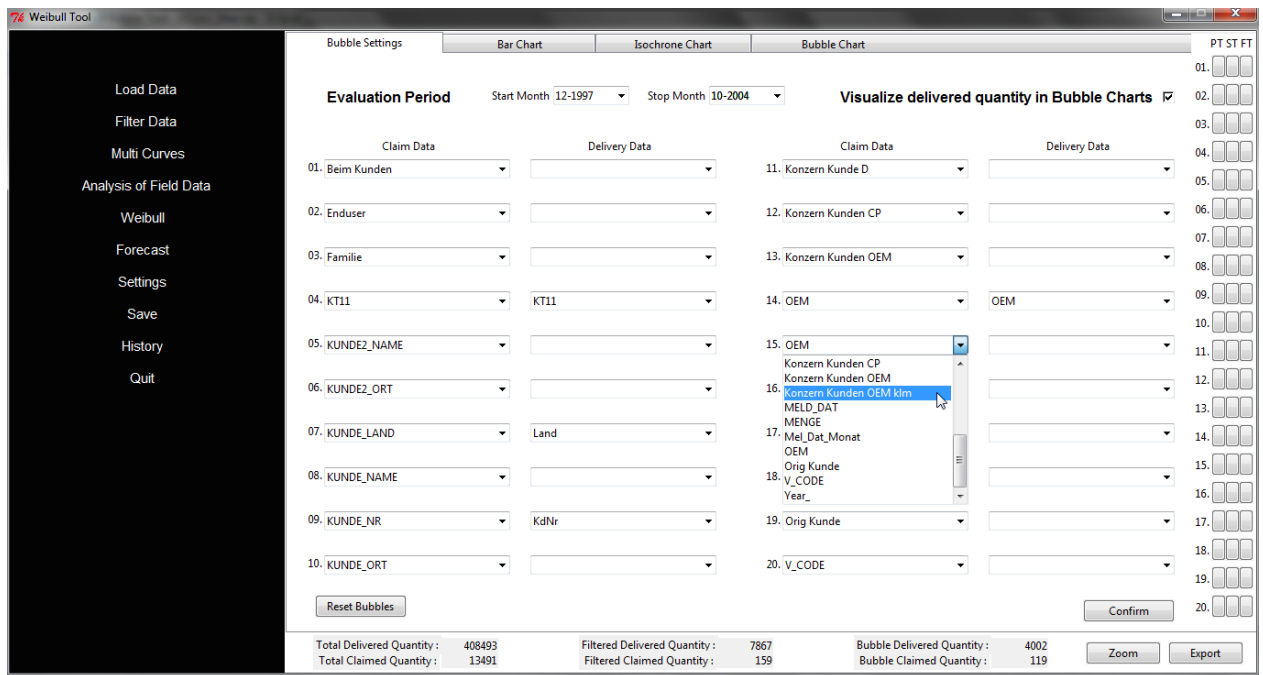 Weibull Tool
Load Data
Filter Data
Multi Curves
Analysis of Field Data
Weibull
Forecast
Settings
Save
History
Quit
Bubble Settings Bar Chart Isochrone Chart Bubble Chart
Evaluation Period Start Month 12-1997 Stop Month 10-2004 Visualize delivered quantity in Bubble Charts
Claim Data Delivery Data Claim Data Delivery Data
01. Beim Kunden 11. Konzern Kunde D
02. Enduser 12. Konzern Kunden CP
03. Familie 13. Konzern Kunden OEM
04. KT11 KT11 14. OEM OEM
05. KUNDE2_NAME 15. OEM
Konzern Kunden CP
Konzern Kunden OEM
06. KUNDE2_ORT 16. Konzern Kunden OEM klm
MELD_DAT
MENGE
07. KUNDE_LAND Land 17. Mel_Dat_Monat
OEM
Orig Kunde
08. KUNDE_NAME 18. V_CODE
Year_
09. KUNDE_NR KdNr 19. Orig Kunde
10. KUNDE_ORT 20. V_CODE
Reset Bubbles Confirm
Total Delivered Quantity : 408493 Filtered Delivered Quantity : 7867 Bubble Delivered Quantity : 4002
Total Claimed Quantity : 13491 Filtered Claimed Quantity : 159 Bubble Claimed Quantity : 119
Zoom Export
PT ST FT
01.
02.
03.
04.
05.
06.
07.
08.
09.
10.
11.
12.
13.
14.
15.
16.
17.
18.
19.
20.